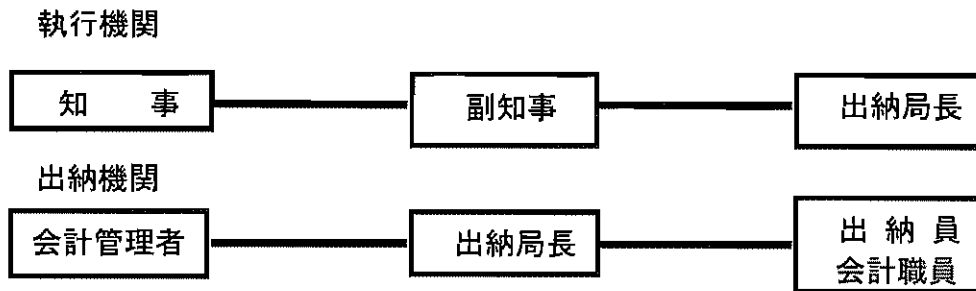 執行機関
知　　事
副知事
出納局長
出納機関
会計管理者
出納局長
出 納 員
会計職員